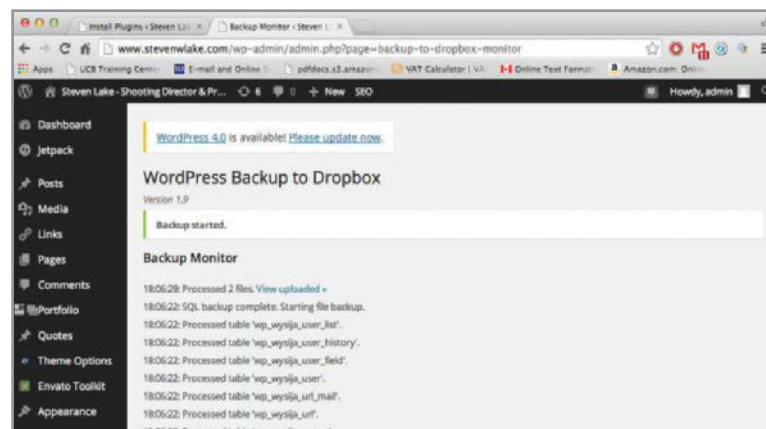 Install Plugins ‹ Steven La
Backup Monitor ‹ Steven L
www.stevenwlake.com/wp-admin/admin.php?page=backup-to-dropbox-monitor
Apps
UCB Training Center
E-mail and Online
pdfdocs.s3.amazon
VAT Calculator | VA
Online Text Format
Amazon.com: Onlin
Steven Lake - Shooting Director & Pr...
6
0
+ New
SEO
Howdy, admin
Dashboard
Jetpack
Posts
Media
Links
Pages
Comments
Portfolio
Quotes
Theme Options
Envato Toolkit
Appearance
WordPress 4.0 is available! Please update now.
WordPress Backup to Dropbox
Version 1.9
Backup started.
Backup Monitor
18:06:29: Processed 2 files. View uploaded »
18:06:22: SQL backup complete. Starting file backup.
18:06:22: Processed table 'wp_wysija_user_list'.
18:06:22: Processed table 'wp_wysija_user_history'.
18:06:22: Processed table 'wp_wysija_user_field'.
18:06:22: Processed table 'wp_wysija_user'.
18:06:22: Processed table 'wp_wysija_url_mail'.
18:06:22: Processed table 'wp_wysija_url'.